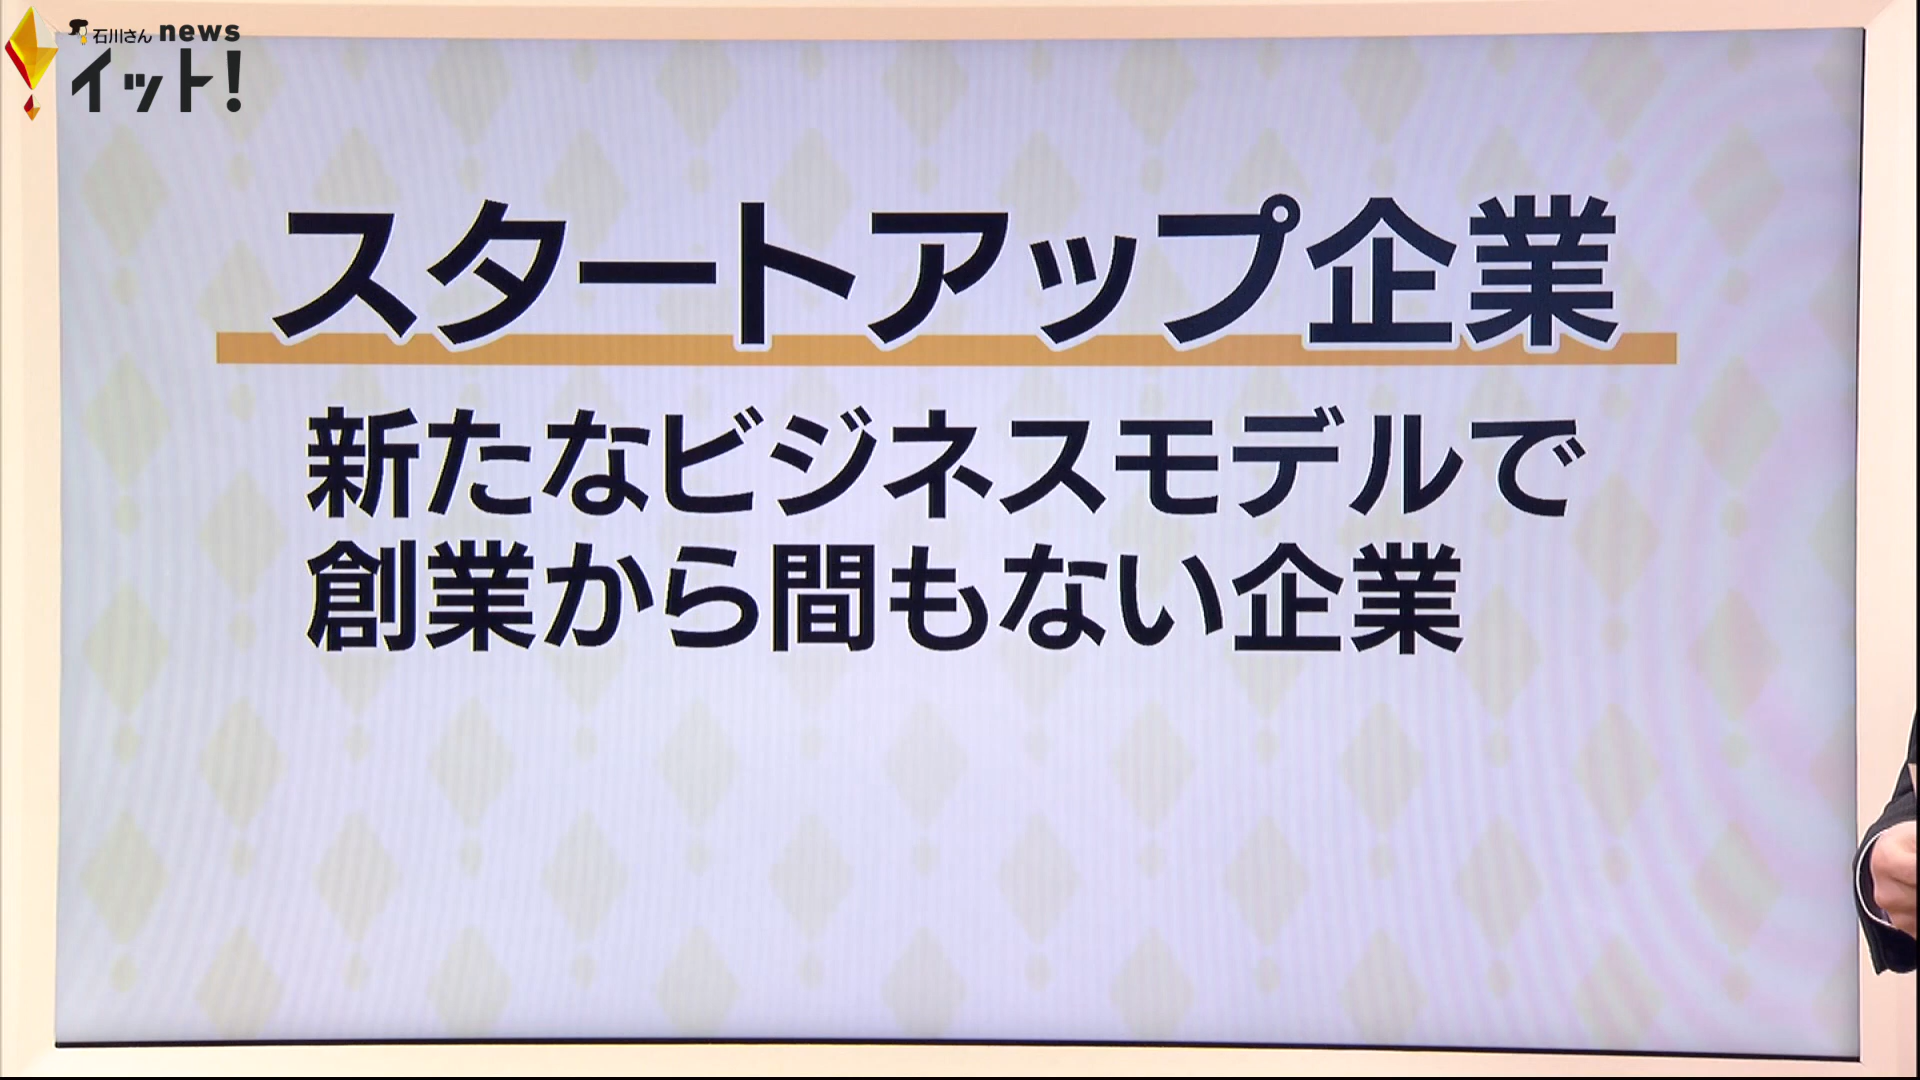 石川さん news
イット!
スタートアップ企業
新たなビジネスモデルで
創業から間もない企業